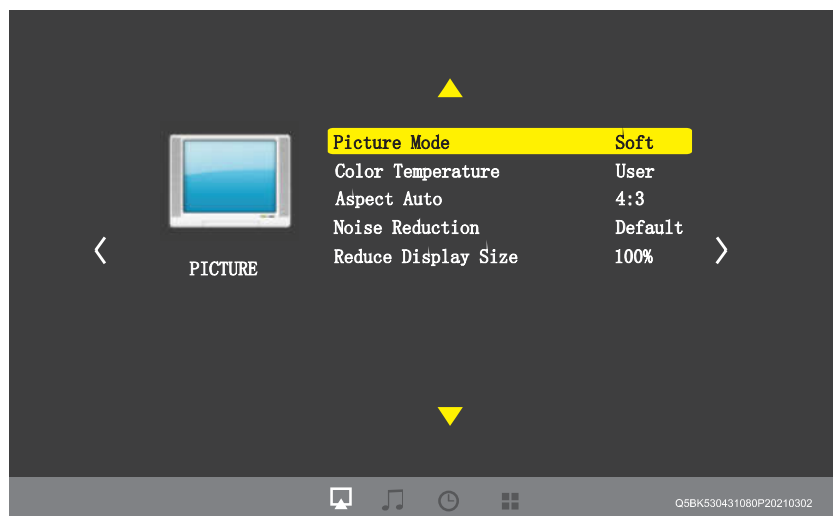 Picture Mode Soft
Color Temperature User
Aspect Auto 4:3
Noise Reduction Default
Reduce Display Size 100%
PICTURE
Q5BK530431080P20210302